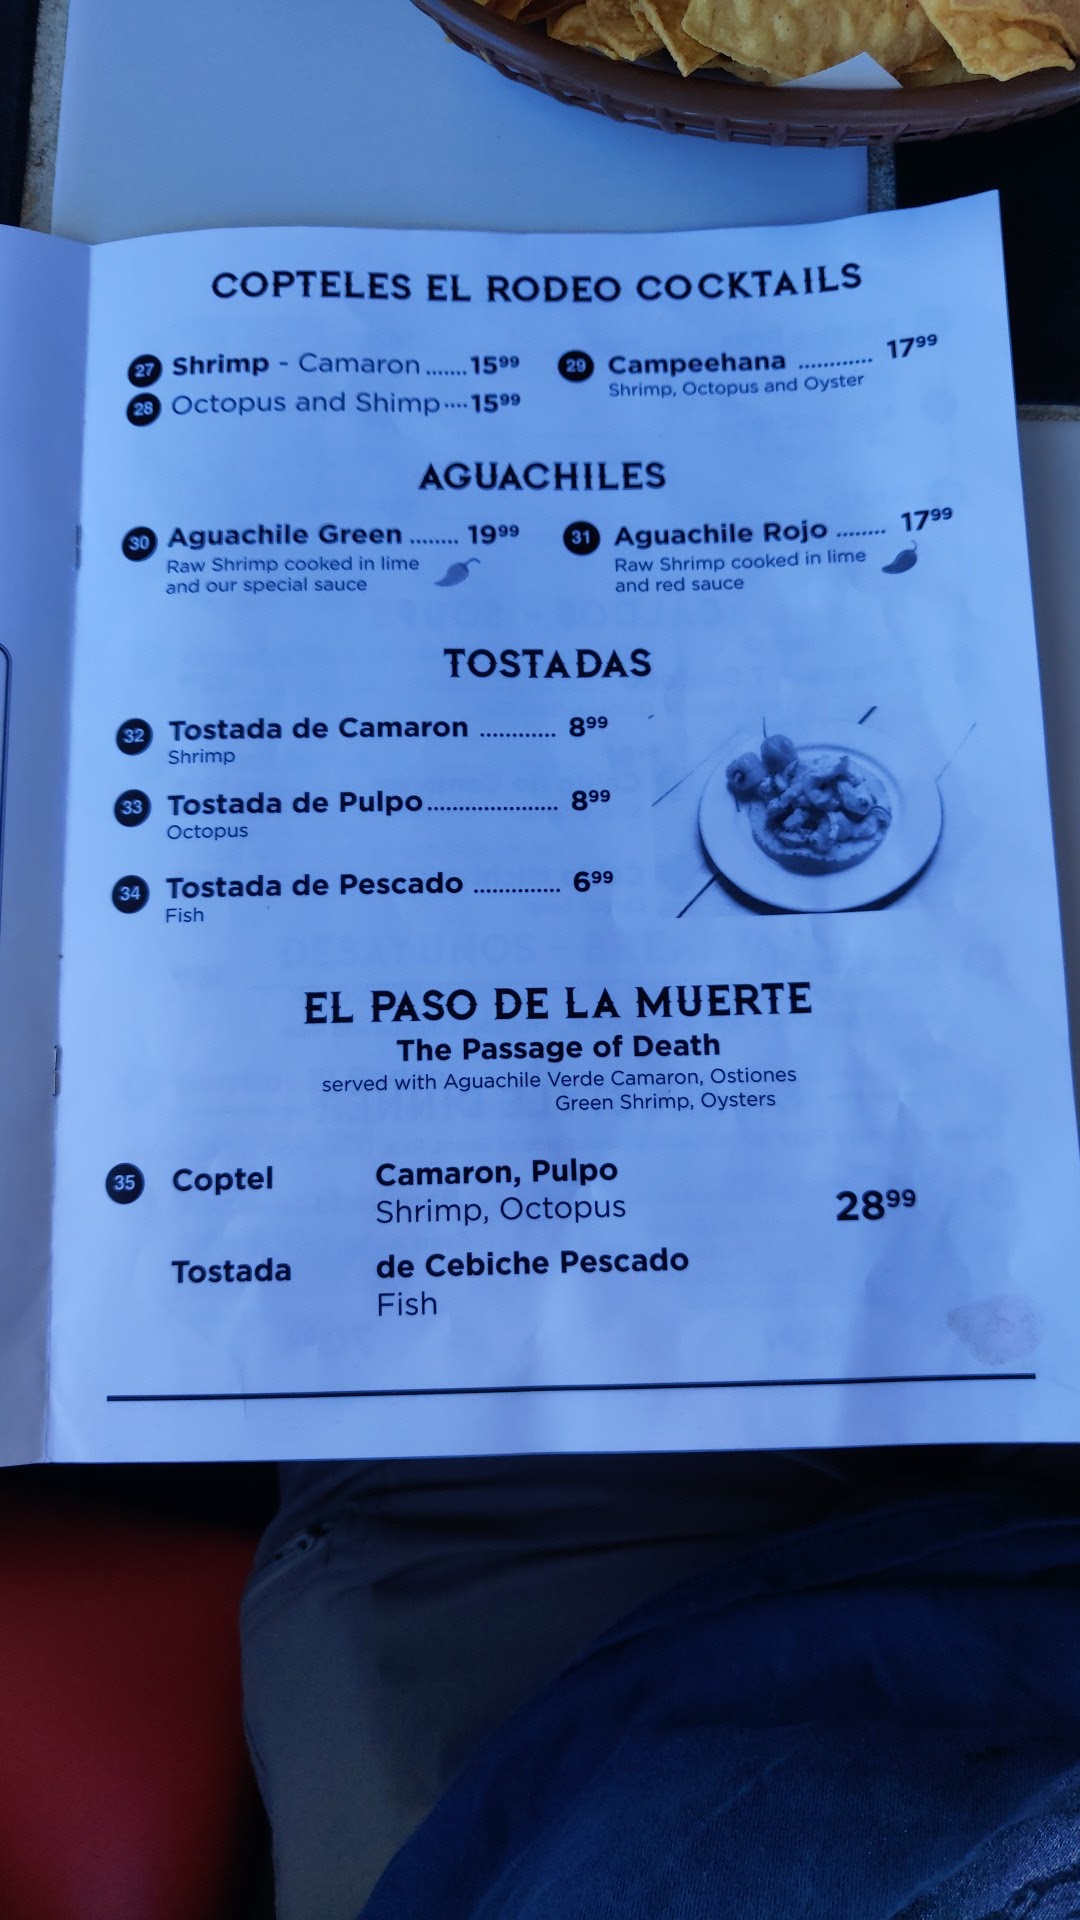 COPTELES EL RODEO COCKTAILS
27 Shrimp - Camaron ....... 15⁹⁹
28 Octopus and Shimp .... 15⁹⁹
29 Campeehana ............ 17⁹⁹
Shrimp, Octopus and Oyster
AGUACHILES
30 Aguachile Green ........ 19⁹⁹
Raw Shrimp cooked in lime
and our special sauce
31 Aguachile Rojo ........ 17⁹⁹
Raw Shrimp cooked in lime
and red sauce
TOSTADAS
32 Tostada de Camaron ............ 8⁹⁹
Shrimp
33 Tostada de Pulpo ..................... 8⁹⁹
Octopus
34 Tostada de Pescado .............. 6⁹⁹
Fish
EL PASO DE LA MUERTE
The Passage of Death
served with Aguachile Verde Camaron, Ostiones
Green Shrimp, Oysters
35 Coptel Camaron, Pulpo
Shrimp, Octopus 28⁹⁹
Tostada de Cebiche Pescado
Fish